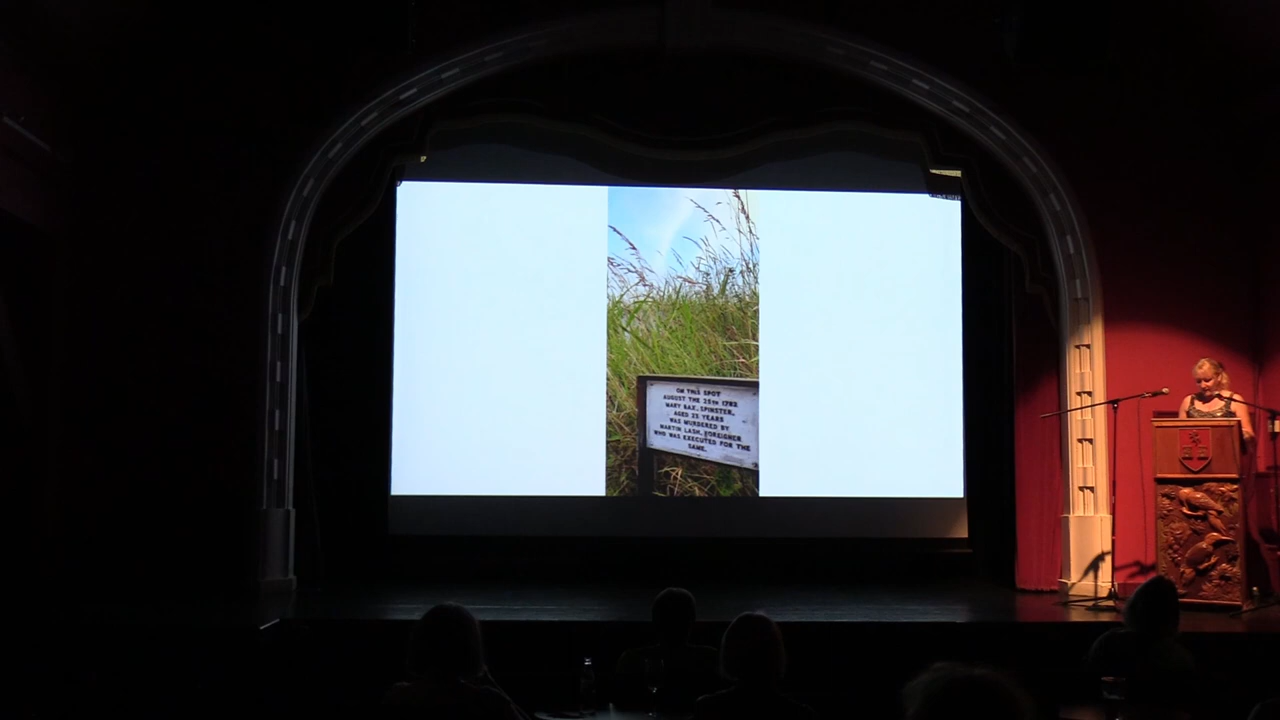 ON THIS SPOT
AUGUST THE 25TH 1782
MARY BAX, SPINSTER,
AGED 23 YEARS
WAS MURDERED BY
MARTIN LASH, FOREIGNER
WHO WAS EXECUTED FOR THE
SAME.